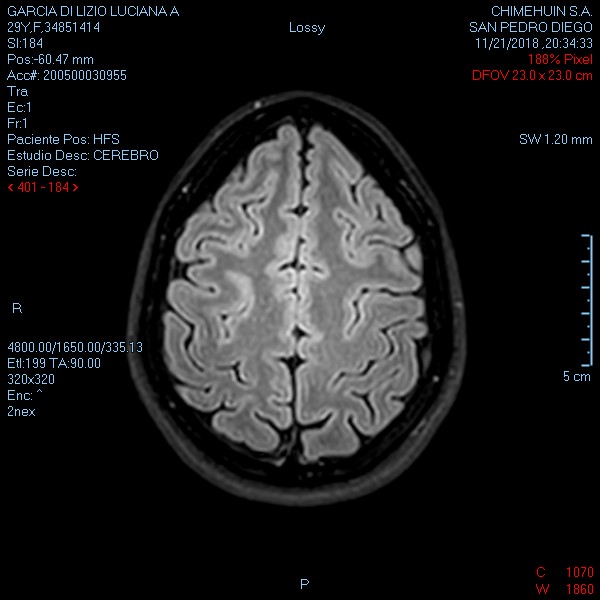 GARCIA DI LIZIO LUCIANA A
29Y,F,34851414
Sl:184
Pos:-60.47 mm
Acc#: 200500030955
Tra
Ec:1
Fr:1
Paciente Pos: HFS
Estudio Desc: CEREBRO
Serie Desc:
< 401 - 184 >
Lossy
CHIMEHUIN S.A.
SAN PEDRO DIEGO
11/21/2018 ,20:34:33
188% Pixel
DFOV 23.0 x 23.0 cm
SW 1.20 mm
R
4800.00/1650.00/335.13
Etl:199 TA:90.00
320x320
Enc: ^
2nex
5 cm
P
C 1070
W 1860